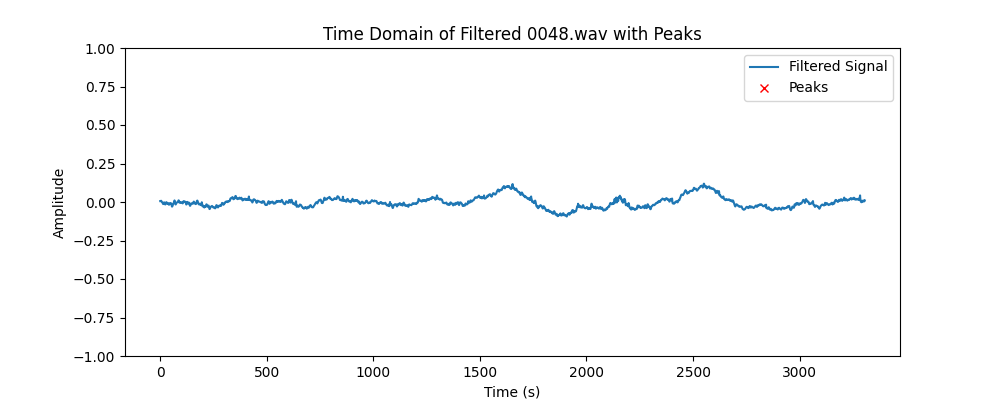 Time Domain of Filtered 0048.wav with Peaks
1.00
0.75
0.50
0.25
0.00
−0.25
−0.50
−0.75
−1.00
Amplitude
Filtered Signal
Peaks
0 500 1000 1500 2000 2500 3000
Time (s)